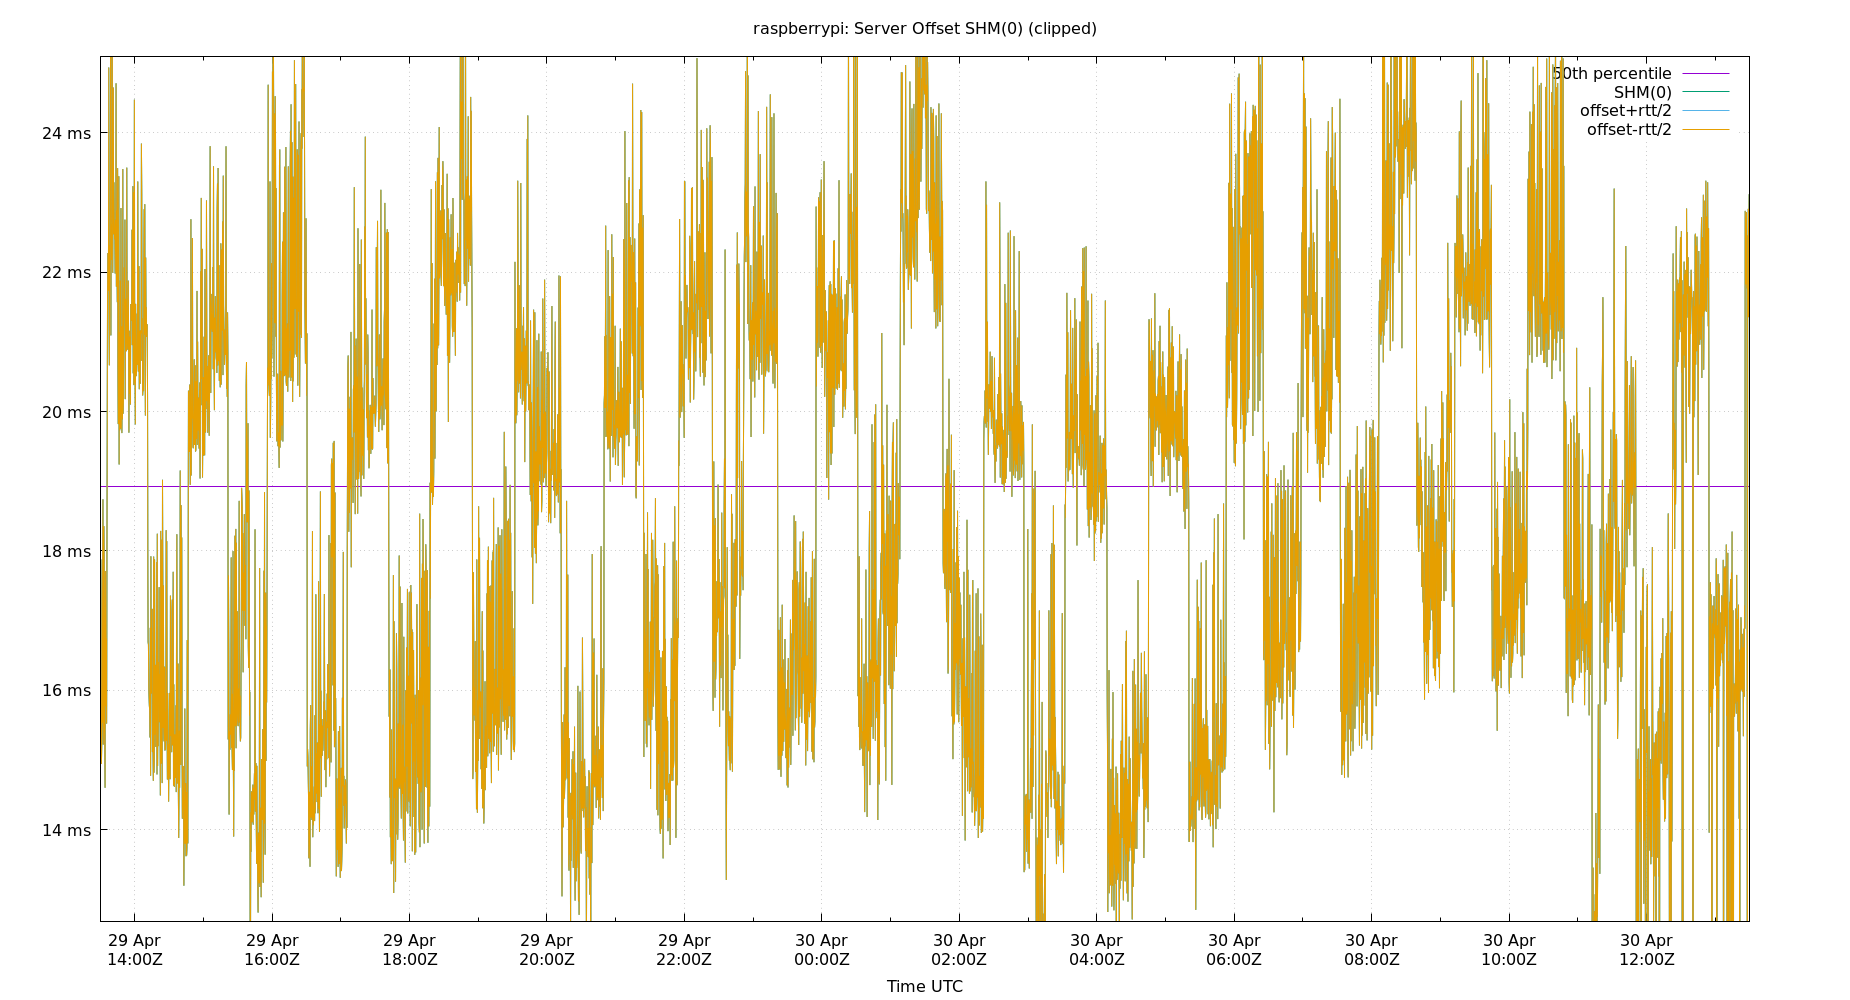 raspberrypi: Server Offset SHM(0) (clipped)
50th percentile
SHM(0)
offset+rtt/2
offset-rtt/2
24 ms
22 ms
20 ms
18 ms
16 ms
14 ms
29 Apr 29 Apr 29 Apr 29 Apr 29 Apr 30 Apr 30 Apr 30 Apr 30 Apr 30 Apr 30 Apr 30 Apr
14:00Z 16:00Z 18:00Z 20:00Z 22:00Z 00:00Z 02:00Z 04:00Z 06:00Z 08:00Z 10:00Z 12:00Z
Time UTC